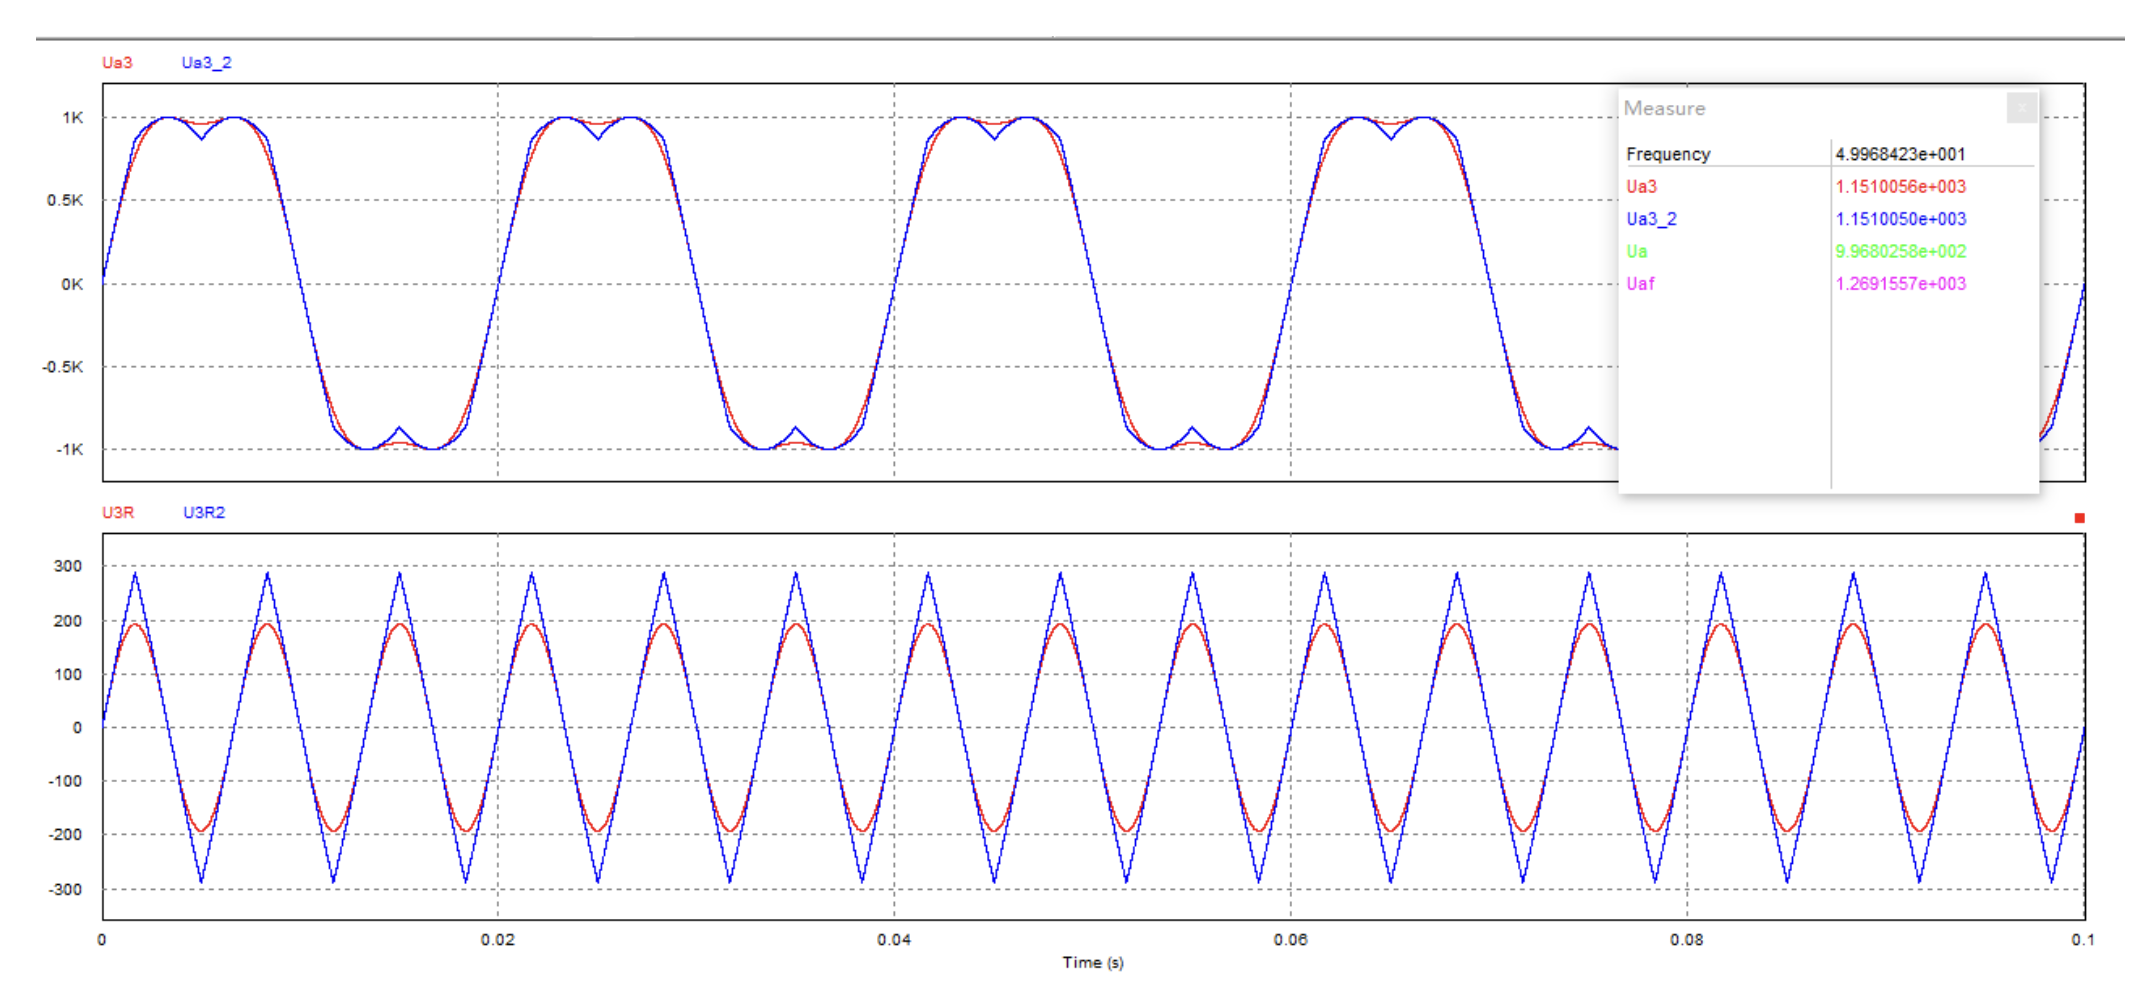 Ua3 Ua3_2
1K
0.5K
0K
-0.5K
-1K
Measure x
Frequency 4.9968423e+001
Ua3 1.1510056e+003
Ua3_2 1.1510050e+003
Ua 9.9680258e+002
Uaf 1.2691557e+003
U3R U3R2
300
200
100
0
-100
-200
-300
0 0.02 0.04 0.06 0.08 0.1
Time (s)